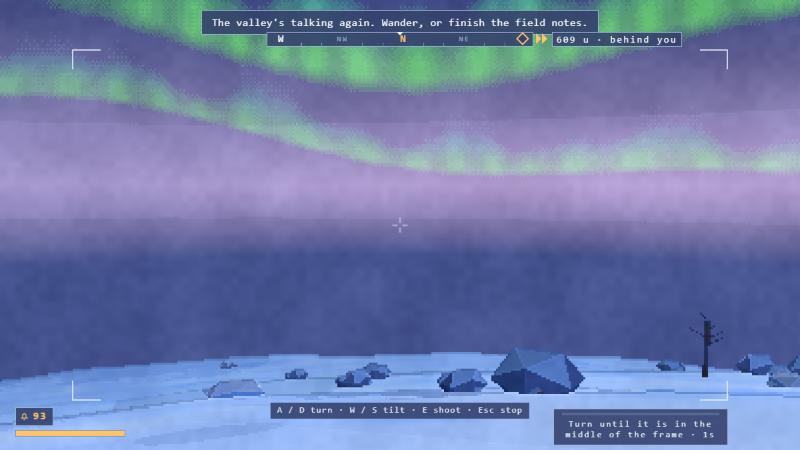 The valley's talking again. Wander, or finish the field notes.
W NW N NE 609 u · behind you
93
A / D turn · W / S tilt · E shoot · Esc stop
Turn until it is in the
middle of the frame · 1s